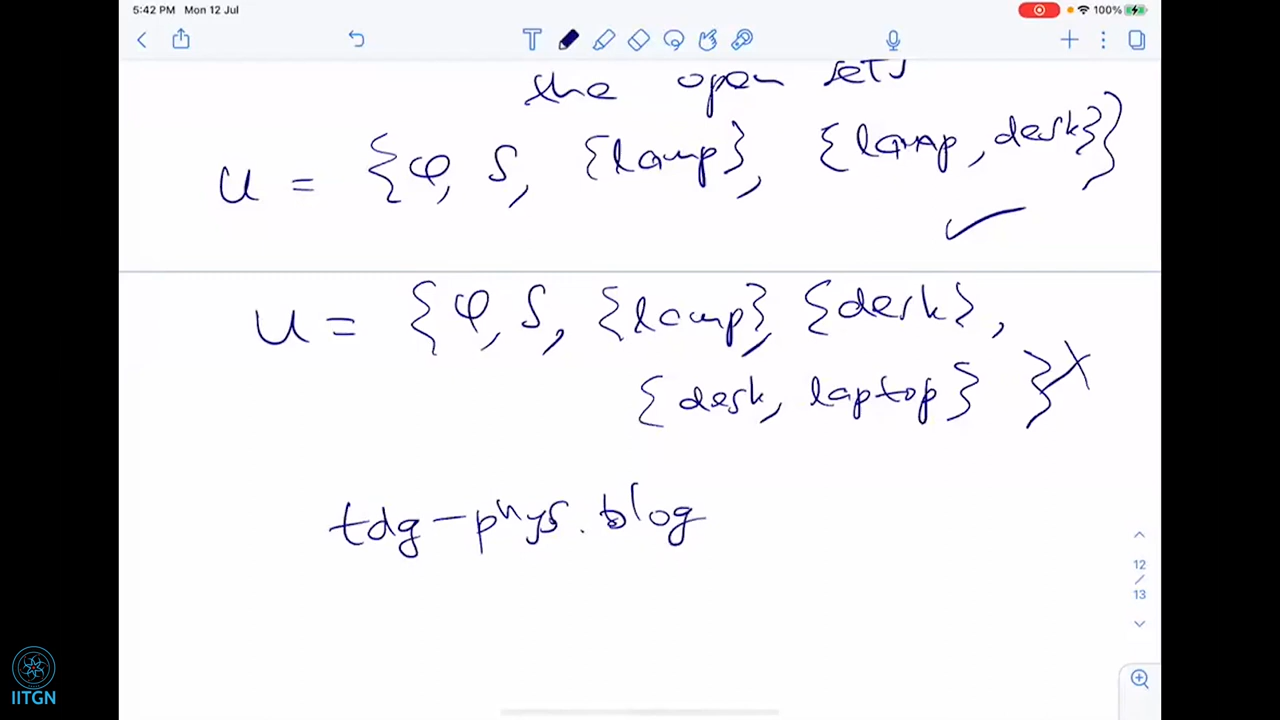 5:42 PM Mon 12 Jul
100%
the open sets
U = {φ, S, {lamp}, {lamp, desk}}
U = {φ, S, {lamp}, {desk},
{desk, laptop} }
tdg-phys.blog
12
/
13
IITGN